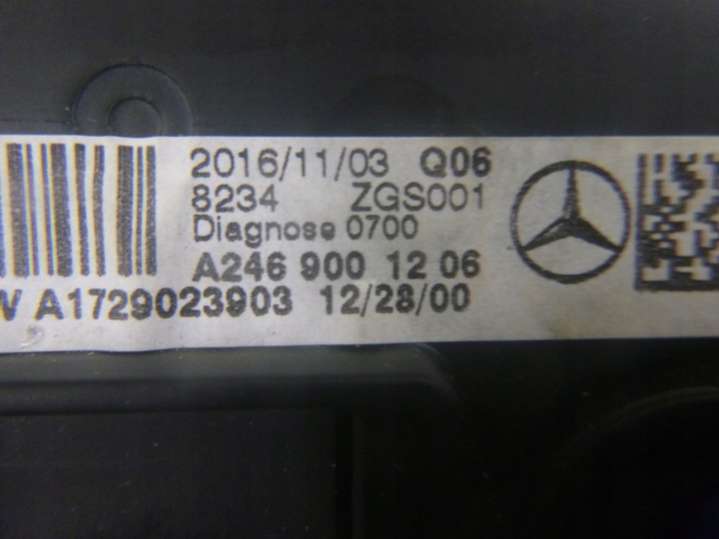 2016/11/03 Q06
8234 ZGS001
Diagnose 0700
A246 900 12 06
A1729023903 12/28/00